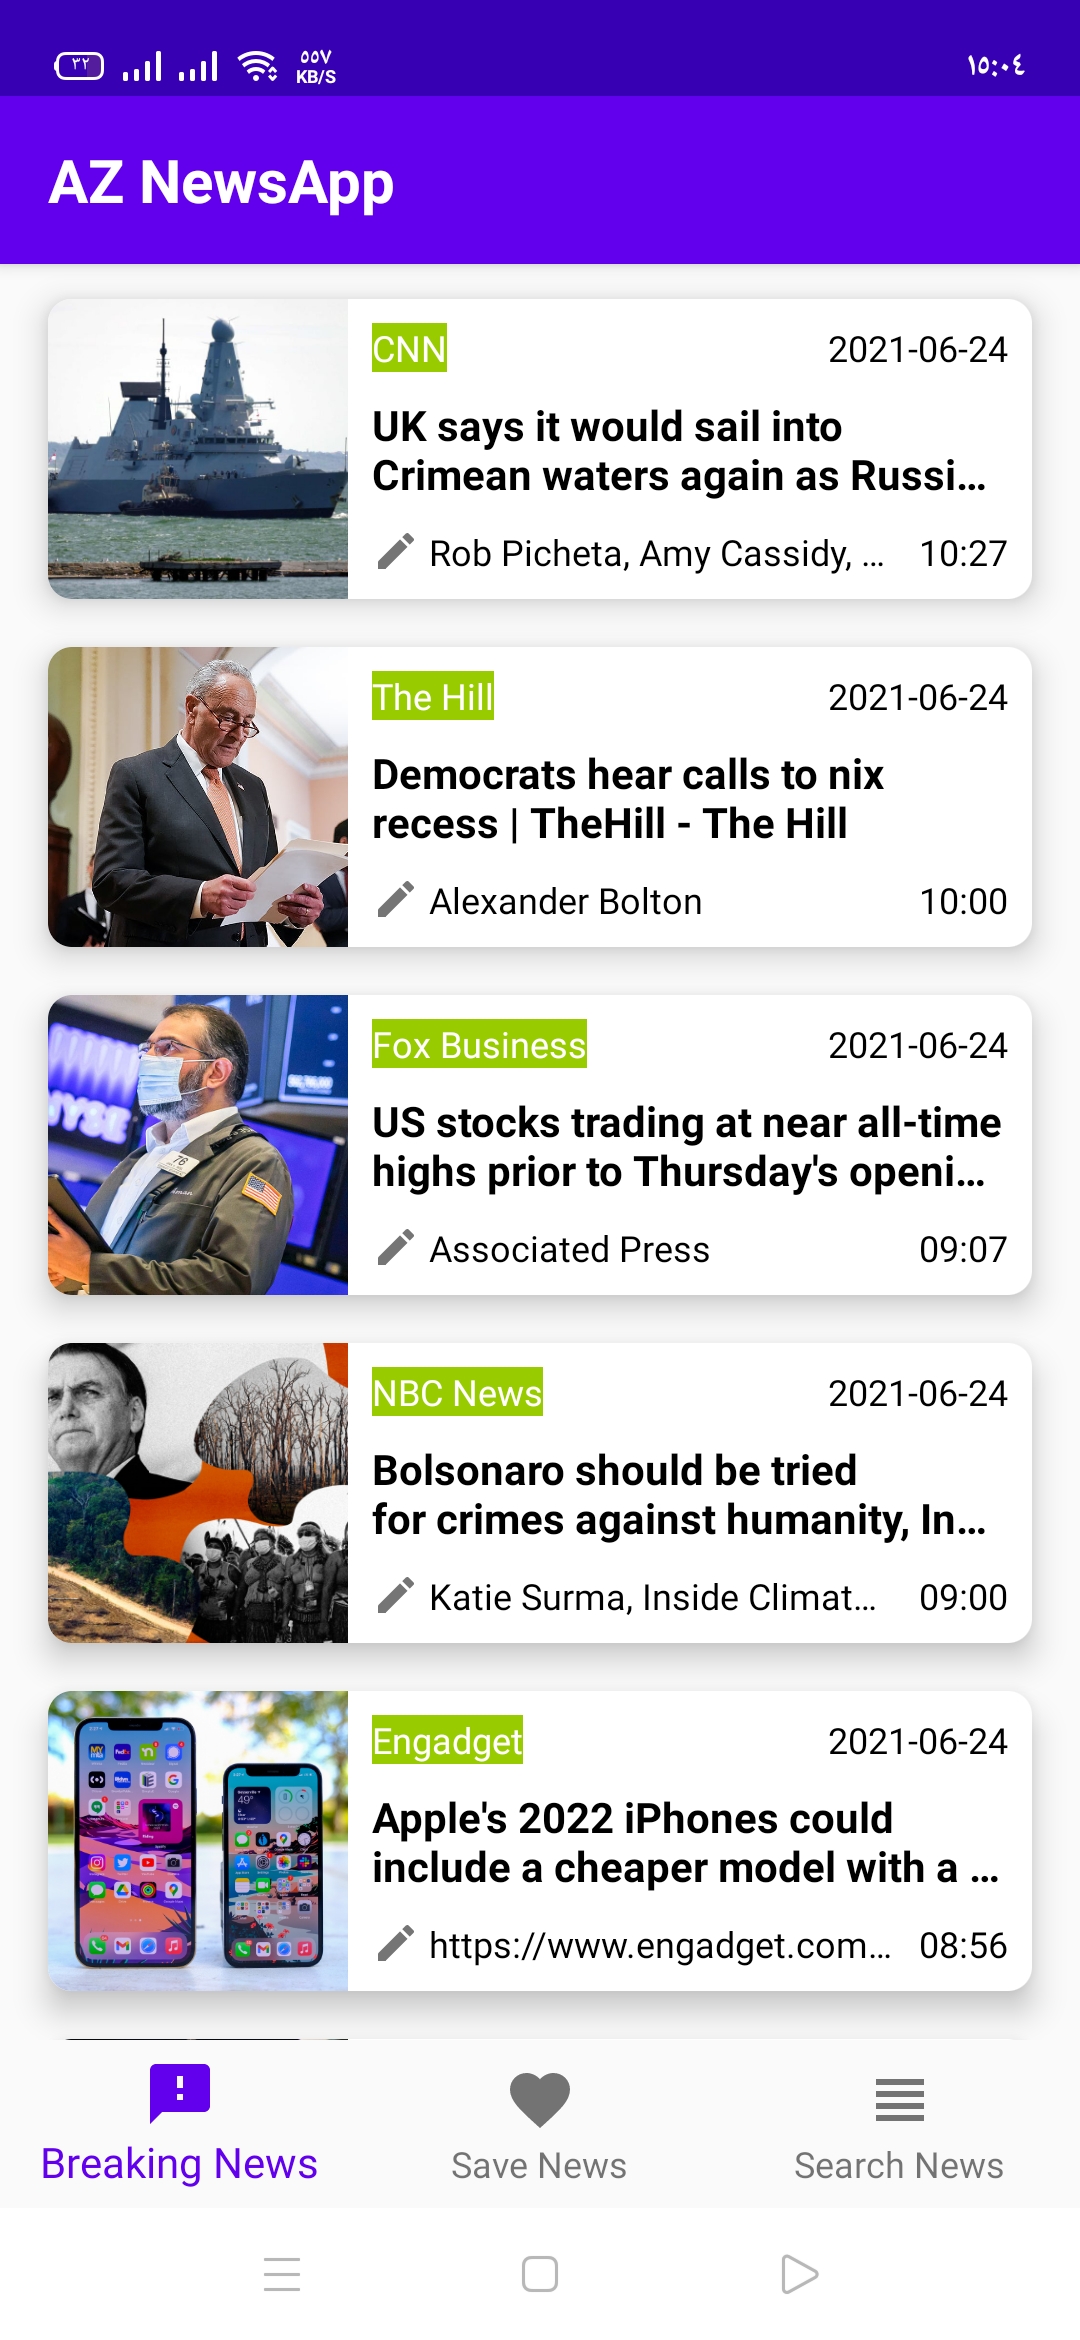 ٣٢
٥٥٧
KB/S
١٥:٠٤
AZ NewsApp
CNN 2021-06-24
UK says it would sail into
Crimean waters again as Russi...
Rob Picheta, Amy Cassidy, ... 10:27
The Hill 2021-06-24
Democrats hear calls to nix
recess | TheHill - The Hill
Alexander Bolton 10:00
NYSE
76
Fox Business 2021-06-24
US stocks trading at near all-time
highs prior to Thursday's openi...
Associated Press 09:07
NBC News 2021-06-24
Bolsonaro should be tried
for crimes against humanity, In...
Katie Surma, Inside Climat... 09:00
49°
Engadget 2021-06-24
Apple's 2022 iPhones could
include a cheaper model with a ...
https://www.engadget.com... 08:56
Breaking News
Save News
Search News